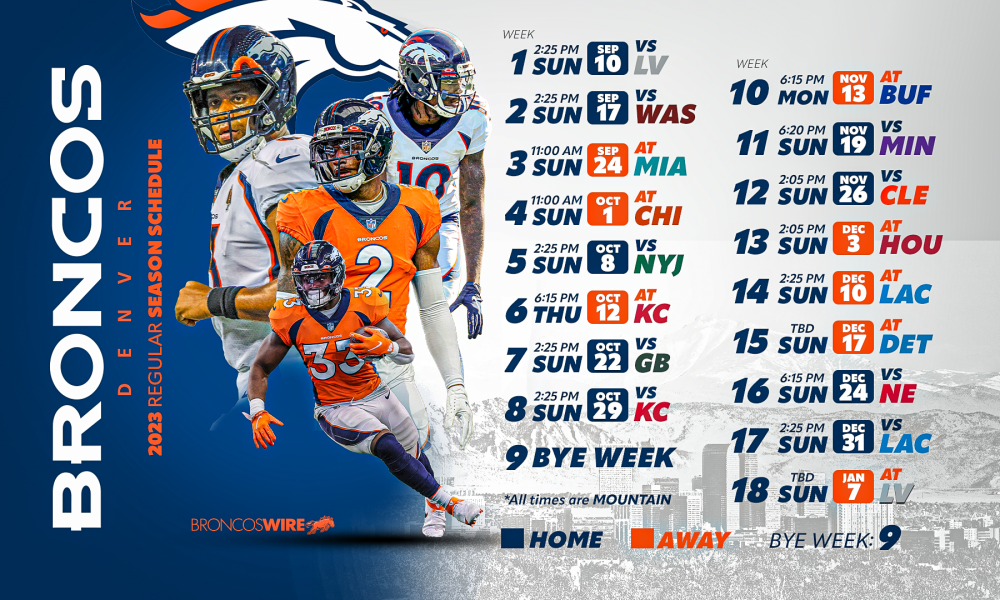 BRONCOS
DENVER
2023 REGULAR SEASON SCHEDULE
BRONCOS
10
BRONCOS
2
33
33
BRONCOSWIRE
WEEK
1 2:25 PM SUN SEP 10 VS LV
2 2:25 PM SUN SEP 17 VS WAS
3 11:00 AM SUN SEP 24 AT MIA
4 11:00 AM SUN OCT 1 AT CHI
5 2:25 PM SUN OCT 8 VS NYJ
6 6:15 PM THU OCT 12 AT KC
7 2:25 PM SUN OCT 22 VS GB
8 2:25 PM SUN OCT 29 VS KC
9 BYE WEEK
*All times are MOUNTAIN
WEEK
10 6:15 PM MON NOV 13 AT BUF
11 6:20 PM SUN NOV 19 VS MIN
12 2:05 PM SUN NOV 26 VS CLE
13 2:05 PM SUN DEC 3 AT HOU
14 2:25 PM SUN DEC 10 AT LAC
15 TBD SUN DEC 17 AT DET
16 6:15 PM SUN DEC 24 VS NE
17 2:25 PM SUN DEC 31 VS LAC
18 TBD SUN JAN 7 AT LV
HOME AWAY BYE WEEK: 9